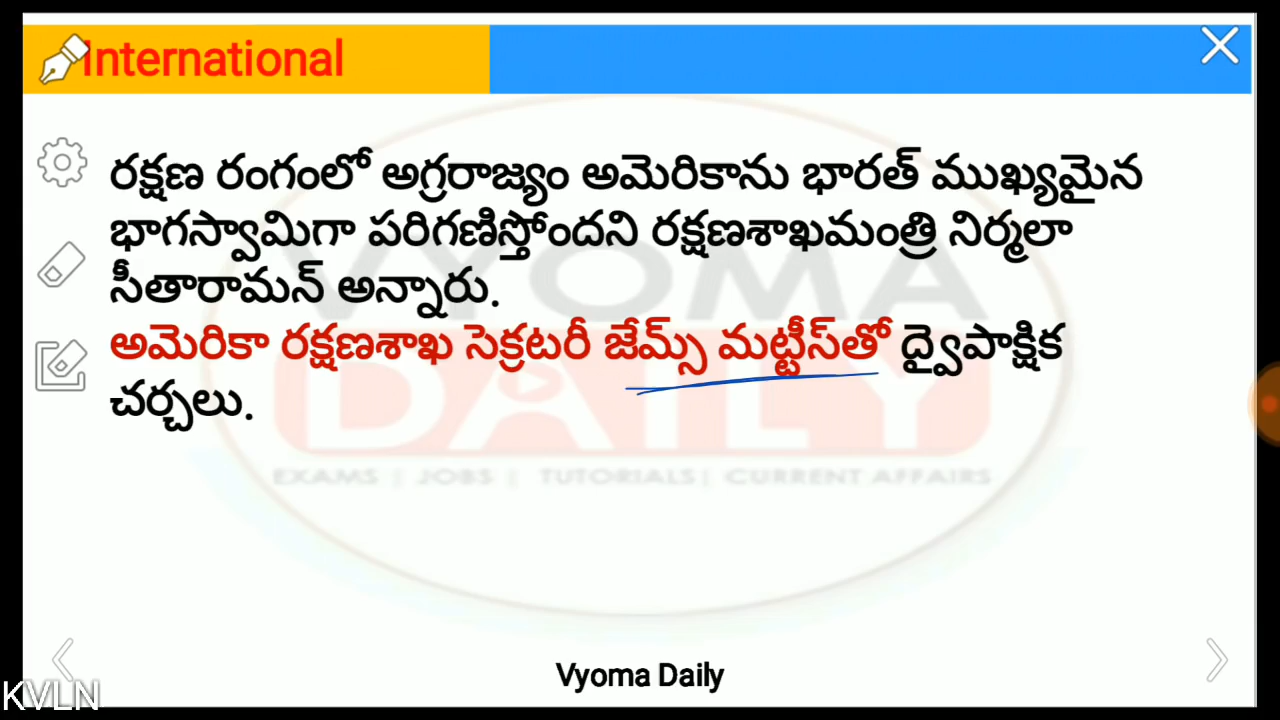 International
రక్షణ రంగంలో అగ్రరాజ్యం అమెరికాను భారత్ ముఖ్యమైన
భాగస్వామిగా పరిగణిస్తోందని రక్షణశాఖమంత్రి నిర్మలా
సీతారామన్ అన్నారు.
అమెరికా రక్షణశాఖ సెక్రటరీ జేమ్స్ మట్టీస్‌తో ద్వైపాక్షిక
చర్చలు.
VYOMA
DAILY
EXAMS | JOBS | TUTORIALS | CURRENT AFFAIRS
Vyoma Daily
KVLN